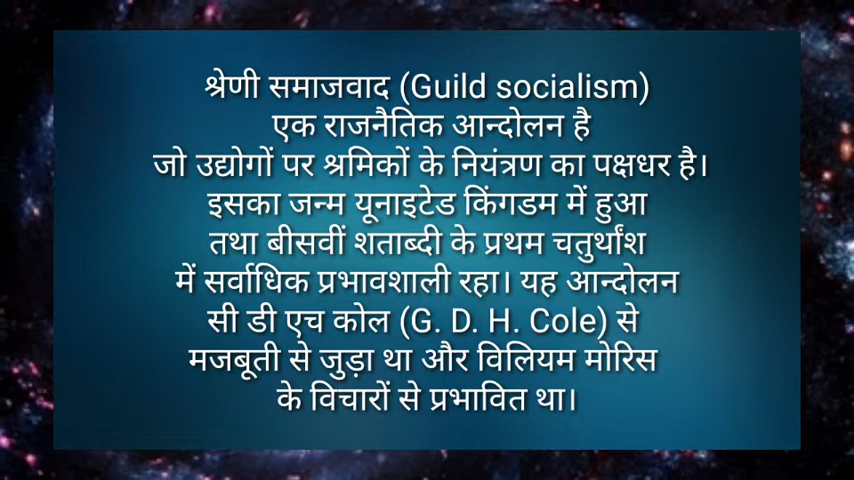 श्रेणी समाजवाद (Guild socialism)
एक राजनैतिक आन्दोलन है
जो उद्योगों पर श्रमिकों के नियंत्रण का पक्षधर है।
इसका जन्म यूनाइटेड किंगडम में हुआ
तथा बीसवीं शताब्दी के प्रथम चतुर्थांश
में सर्वाधिक प्रभावशाली रहा। यह आन्दोलन
सी डी एच कोल (G. D. H. Cole) से
मजबूती से जुड़ा था और विलियम मोरिस
के विचारों से प्रभावित था।